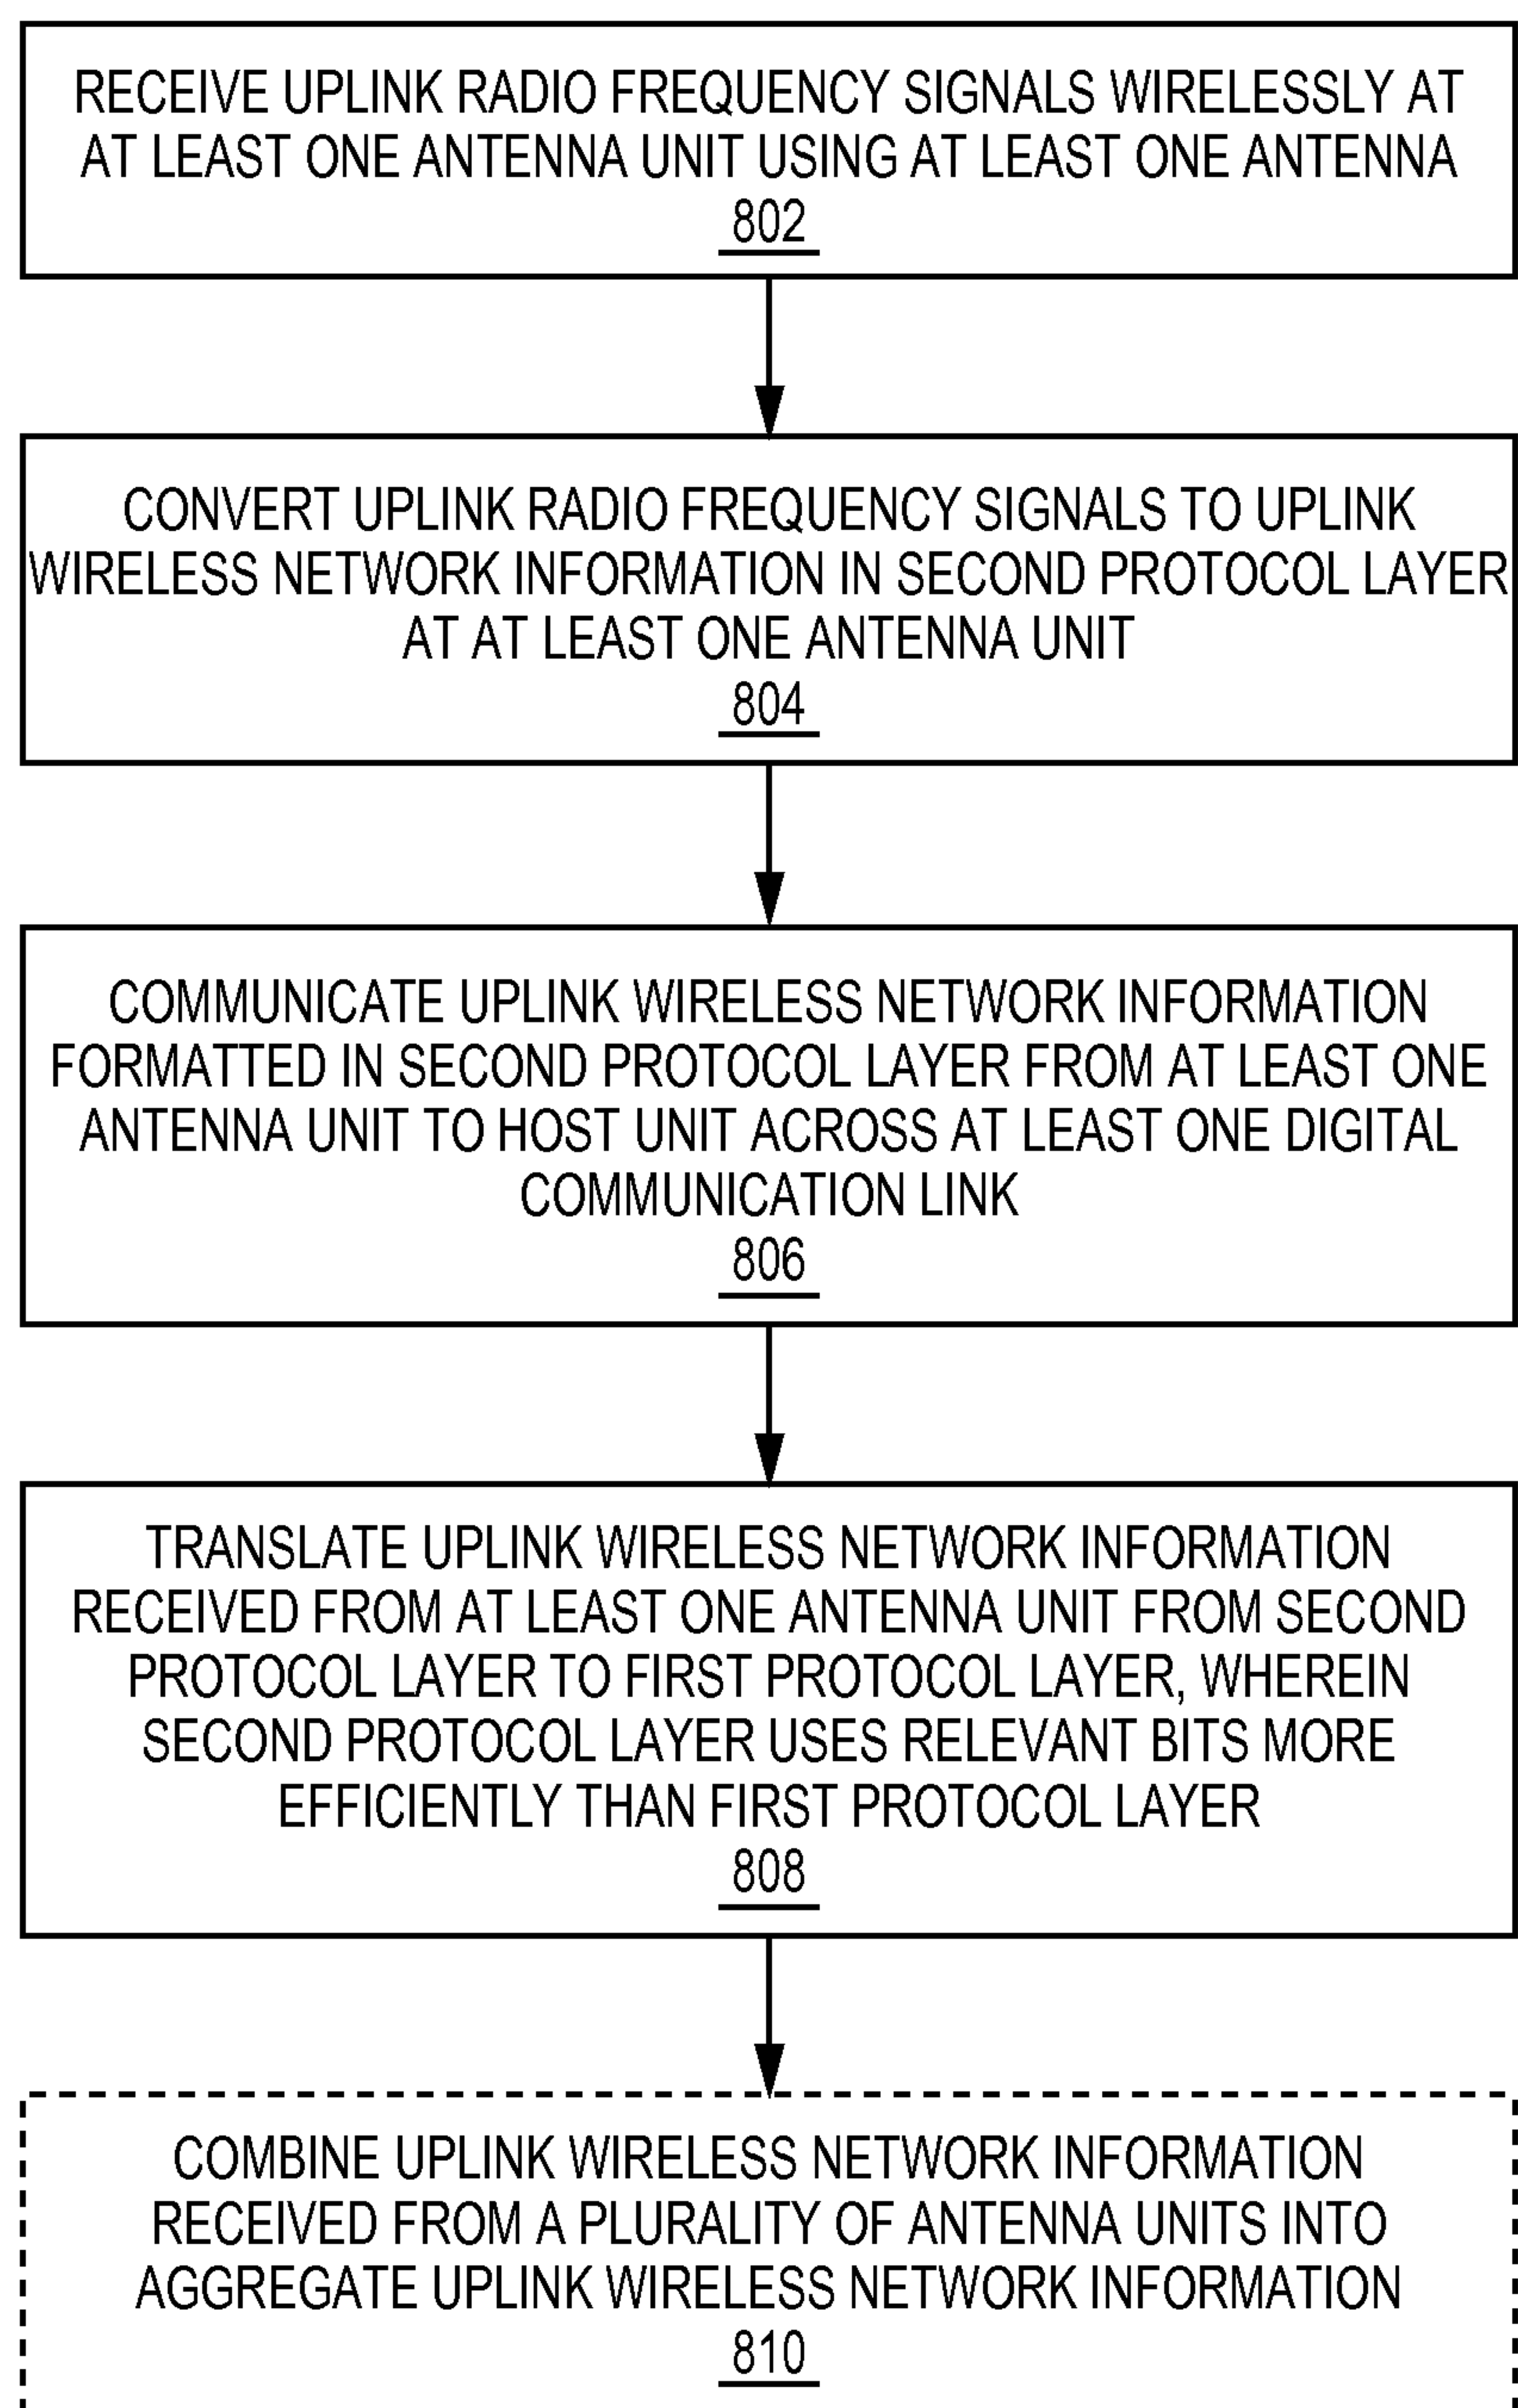 RECEIVE UPLINK RADIO FREQUENCY SIGNALS WIRELESSLY AT
AT LEAST ONE ANTENNA UNIT USING AT LEAST ONE ANTENNA
802
CONVERT UPLINK RADIO FREQUENCY SIGNALS TO UPLINK
WIRELESS NETWORK INFORMATION IN SECOND PROTOCOL LAYER
AT AT LEAST ONE ANTENNA UNIT
804
COMMUNICATE UPLINK WIRELESS NETWORK INFORMATION
FORMATTED IN SECOND PROTOCOL LAYER FROM AT LEAST ONE
ANTENNA UNIT TO HOST UNIT ACROSS AT LEAST ONE DIGITAL
COMMUNICATION LINK
806
TRANSLATE UPLINK WIRELESS NETWORK INFORMATION
RECEIVED FROM AT LEAST ONE ANTENNA UNIT FROM SECOND
PROTOCOL LAYER TO FIRST PROTOCOL LAYER, WHEREIN
SECOND PROTOCOL LAYER USES RELEVANT BITS MORE
EFFICIENTLY THAN FIRST PROTOCOL LAYER
808
COMBINE UPLINK WIRELESS NETWORK INFORMATION
RECEIVED FROM A PLURALITY OF ANTENNA UNITS INTO
AGGREGATE UPLINK WIRELESS NETWORK INFORMATION
810